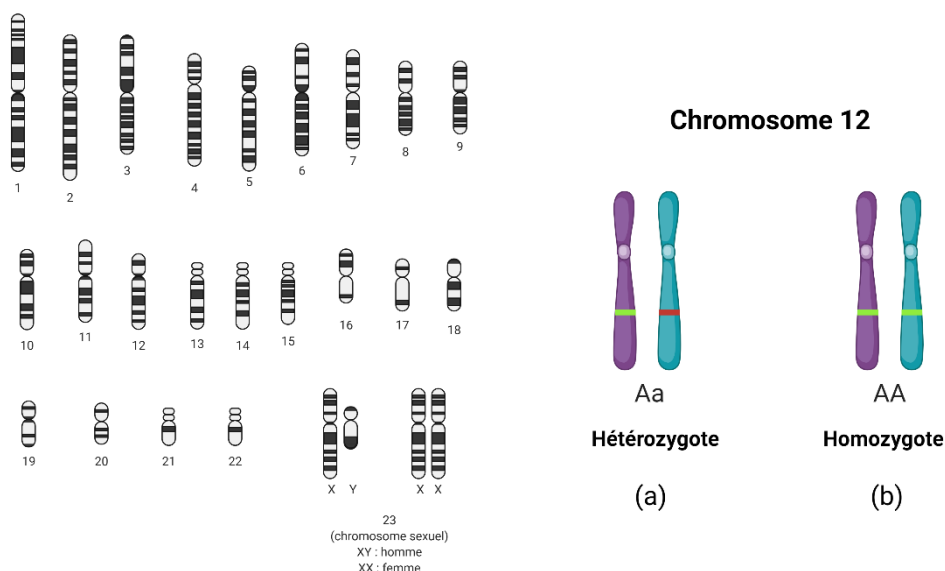 1
2
3
4
5
6
7
8
9
10
11
12
13
14
15
16
17
18
19
20
21
22
X Y
X X
23
(chromosome sexuel)
XY : homme
XX : femme
Chromosome 12
Aa
AA
Hétérozygote
Homozygote
(a)
(b)